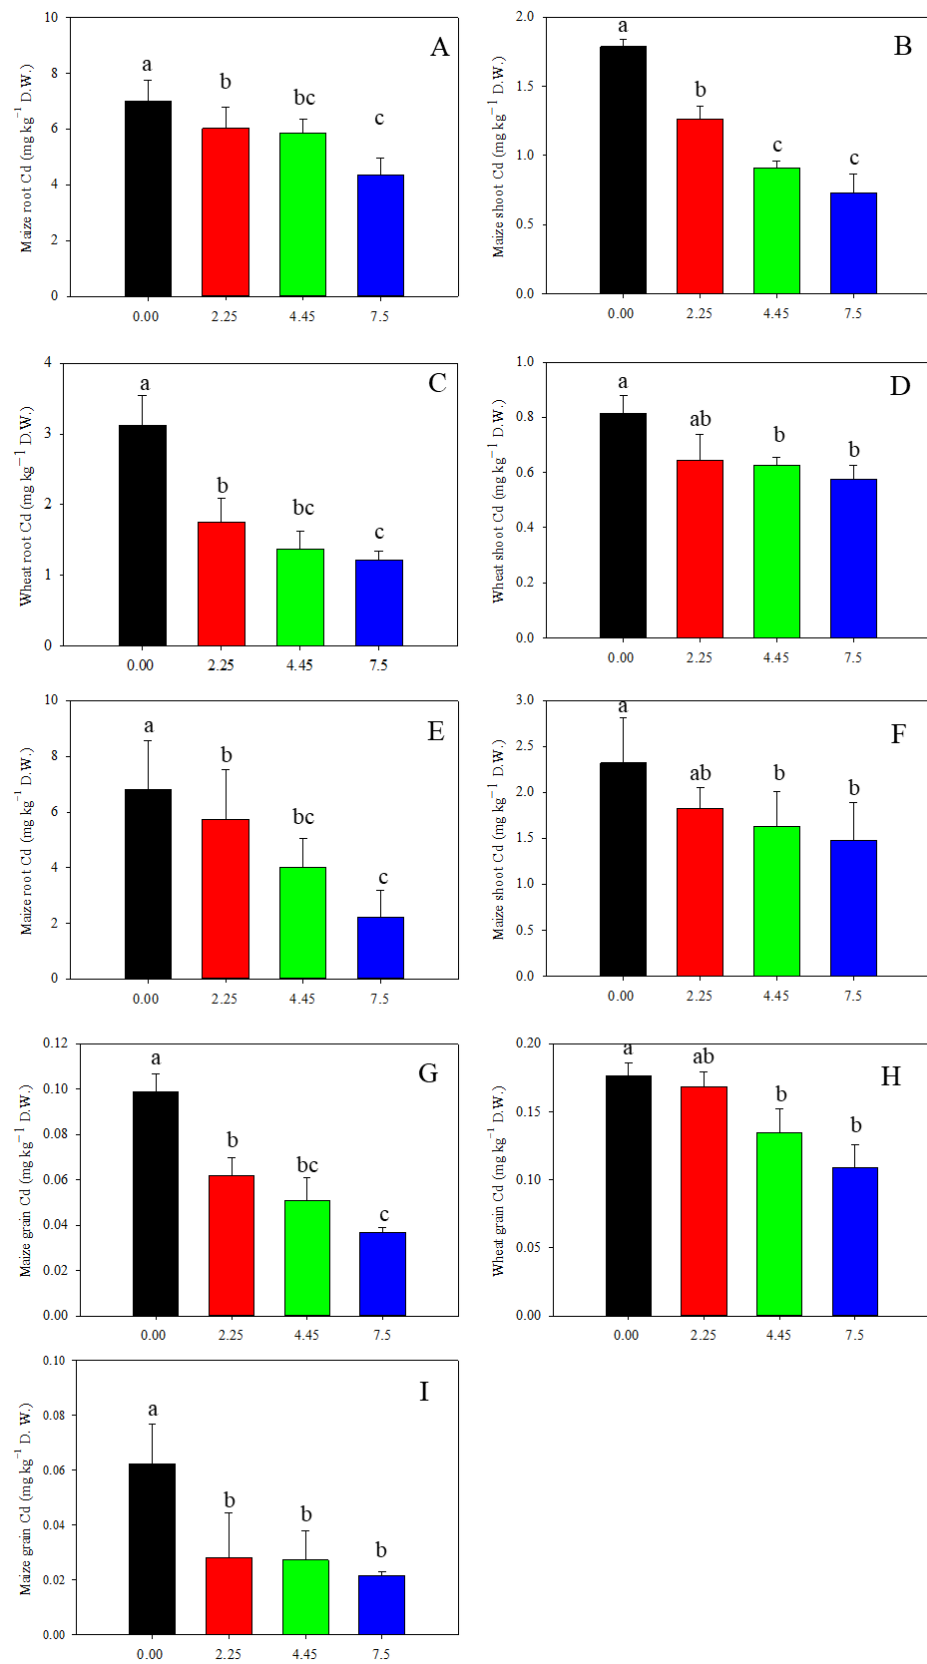 A
Maize root Cd (mg kg⁻¹ D.W.)
10
8
6
4
2
0
a
b
bc
c
0.00
2.25
4.45
7.5
B
Maize shoot Cd (mg kg⁻¹ D.W.)
2.0
1.5
1.0
0.5
0.0
a
b
c
c
0.00
2.25
4.45
7.5
C
Wheat root Cd (mg kg⁻¹ D.W.)
4
3
2
1
0
a
b
bc
c
0.00
2.25
4.45
7.5
D
Wheat shoot Cd (mg kg⁻¹ D.W.)
1.0
0.8
0.6
0.4
0.2
0.0
a
ab
b
b
0.00
2.25
4.45
7.5
E
Maize root Cd (mg kg⁻¹ D.W.)
10
8
6
4
2
0
a
b
bc
c
0.00
2.25
4.45
7.5
F
Maize shoot Cd (mg kg⁻¹ D.W.)
3.0
2.5
2.0
1.5
1.0
0.5
0.0
a
ab
b
b
0.00
2.25
4.45
7.5
G
Maize grain Cd (mg kg⁻¹ D.W.)
0.12
0.10
0.08
0.06
0.04
0.02
0.00
a
b
bc
c
0.00
2.25
4.45
7.5
H
Wheat grain Cd (mg kg⁻¹ D.W.)
0.20
0.15
0.10
0.05
0.00
a
ab
b
b
0.00
2.25
4.45
7.5
I
Maize grain Cd (mg kg⁻¹ D. W.)
0.10
0.08
0.06
0.04
0.02
0.00
a
b
b
b
0.00
2.25
4.45
7.5